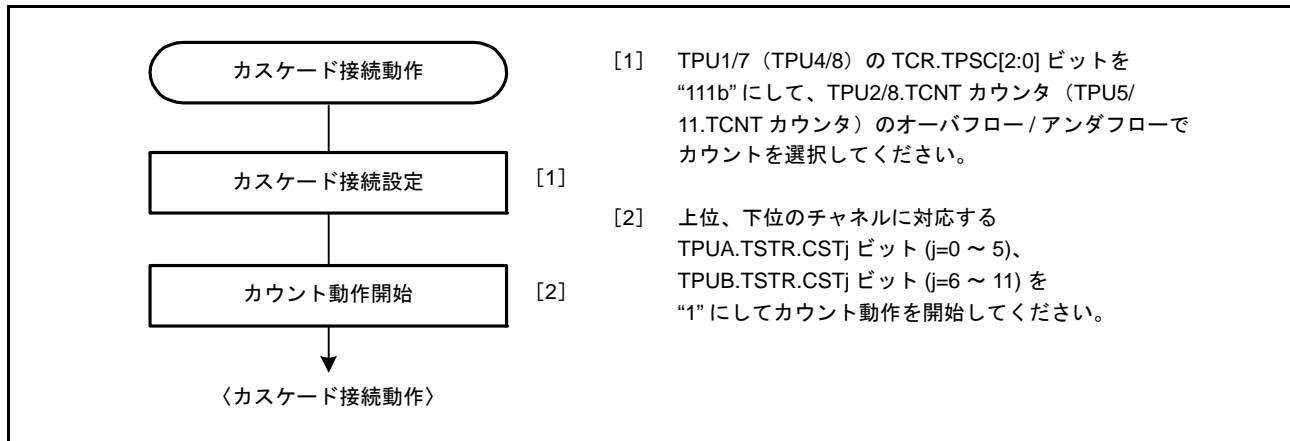 カスケード接続動作
カスケード接続設定
[1]
カウント動作開始
[2]
〈カスケード接続動作〉
[1] TPU1/7（TPU4/8）の TCR.TPSC[2:0] ビットを
“111b” にして、TPU2/8.TCNT カウンタ（TPU5/
11.TCNT カウンタ）のオーバフロー / アンダフローで
カウントを選択してください。
[2] 上位、下位のチャネルに対応する
TPUA.TSTR.CSTj ビット (j=0 ～ 5)、
TPUB.TSTR.CSTj ビット (j=6 ～ 11) を
“1” にしてカウント動作を開始してください。